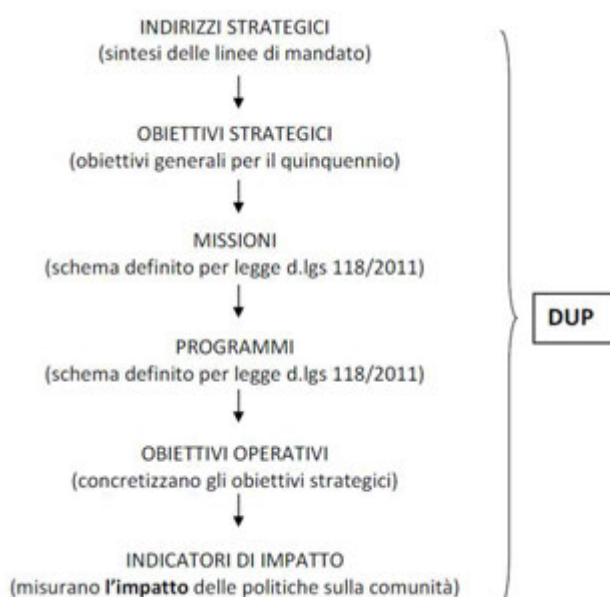 INDIRIZZI STRATEGICI
(sintesi delle linee di mandato)
OBIETTIVI STRATEGICI
(obiettivi generali per il quinquennio)
MISSIONI
(schema definito per legge d.lgs 118/2011)
PROGRAMMI
(schema definito per legge d.lgs 118/2011)
OBIETTIVI OPERATIVI
(concretizzano gli obiettivi strategici)
INDICATORI DI IMPATTO
(misurano l'impatto delle politiche sulla comunità)
DUP